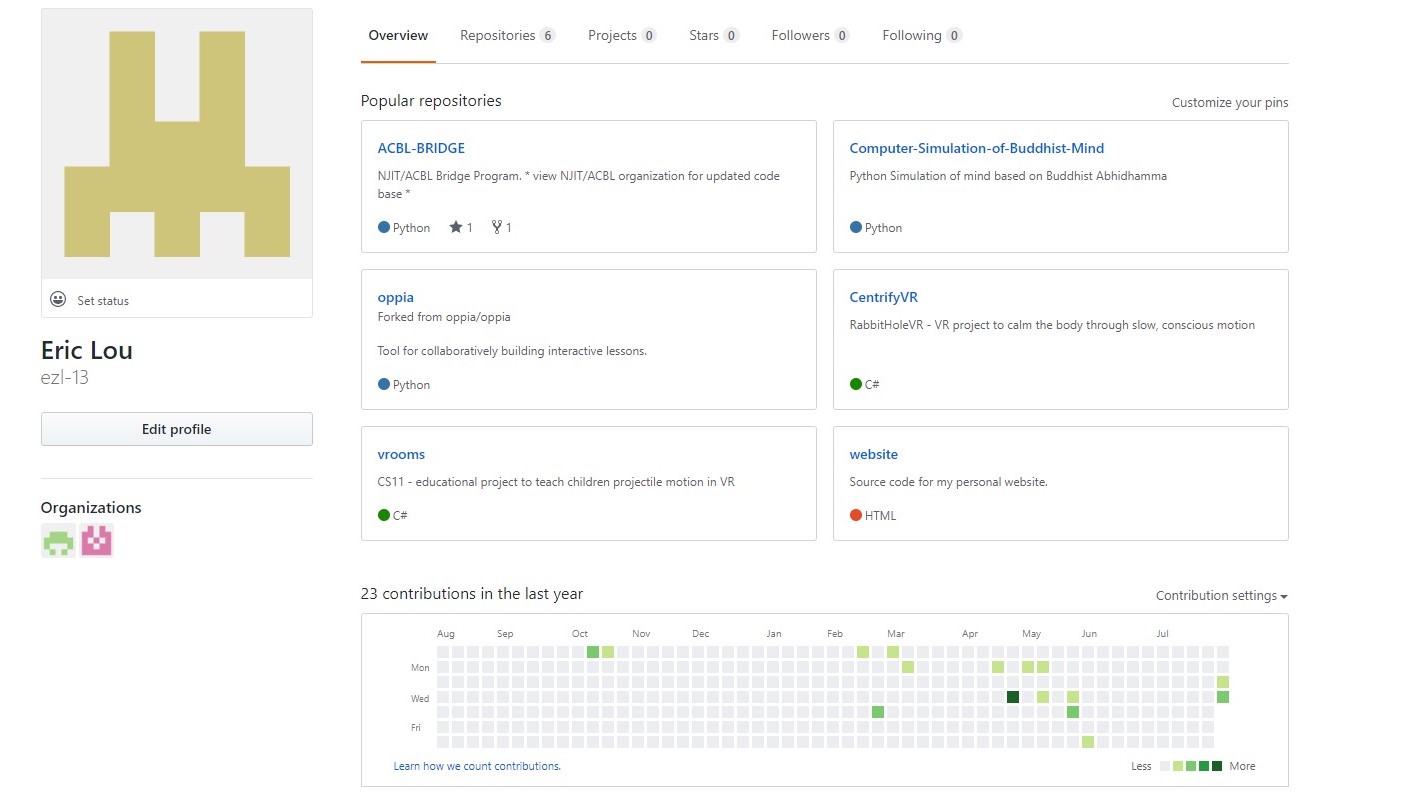 Overview Repositories 6 Projects 0 Stars 0 Followers 0 Following 0
Set status
Eric Lou
ezl-13
Edit profile
Organizations
Popular repositories
Customize your pins
ACBL-BRIDGE
NJIT/ACBL Bridge Program. * view NJIT/ACBL organization for updated code
base *
Python 1 1
Computer-Simulation-of-Buddhist-Mind
Python Simulation of mind based on Buddhist Abhidhamma
Python
oppia
Forked from oppia/oppia
Tool for collaboratively building interactive lessons.
Python
CentrifyVR
RabbitHoleVR - VR project to calm the body through slow, conscious motion
C#
vrooms
CS11 - educational project to teach children projectile motion in VR
C#
website
Source code for my personal website.
HTML
23 contributions in the last year
Contribution settings
Aug Sep Oct Nov Dec Jan Feb Mar Apr May Jun Jul
Mon
Wed
Fri
Learn how we count contributions.
Less More